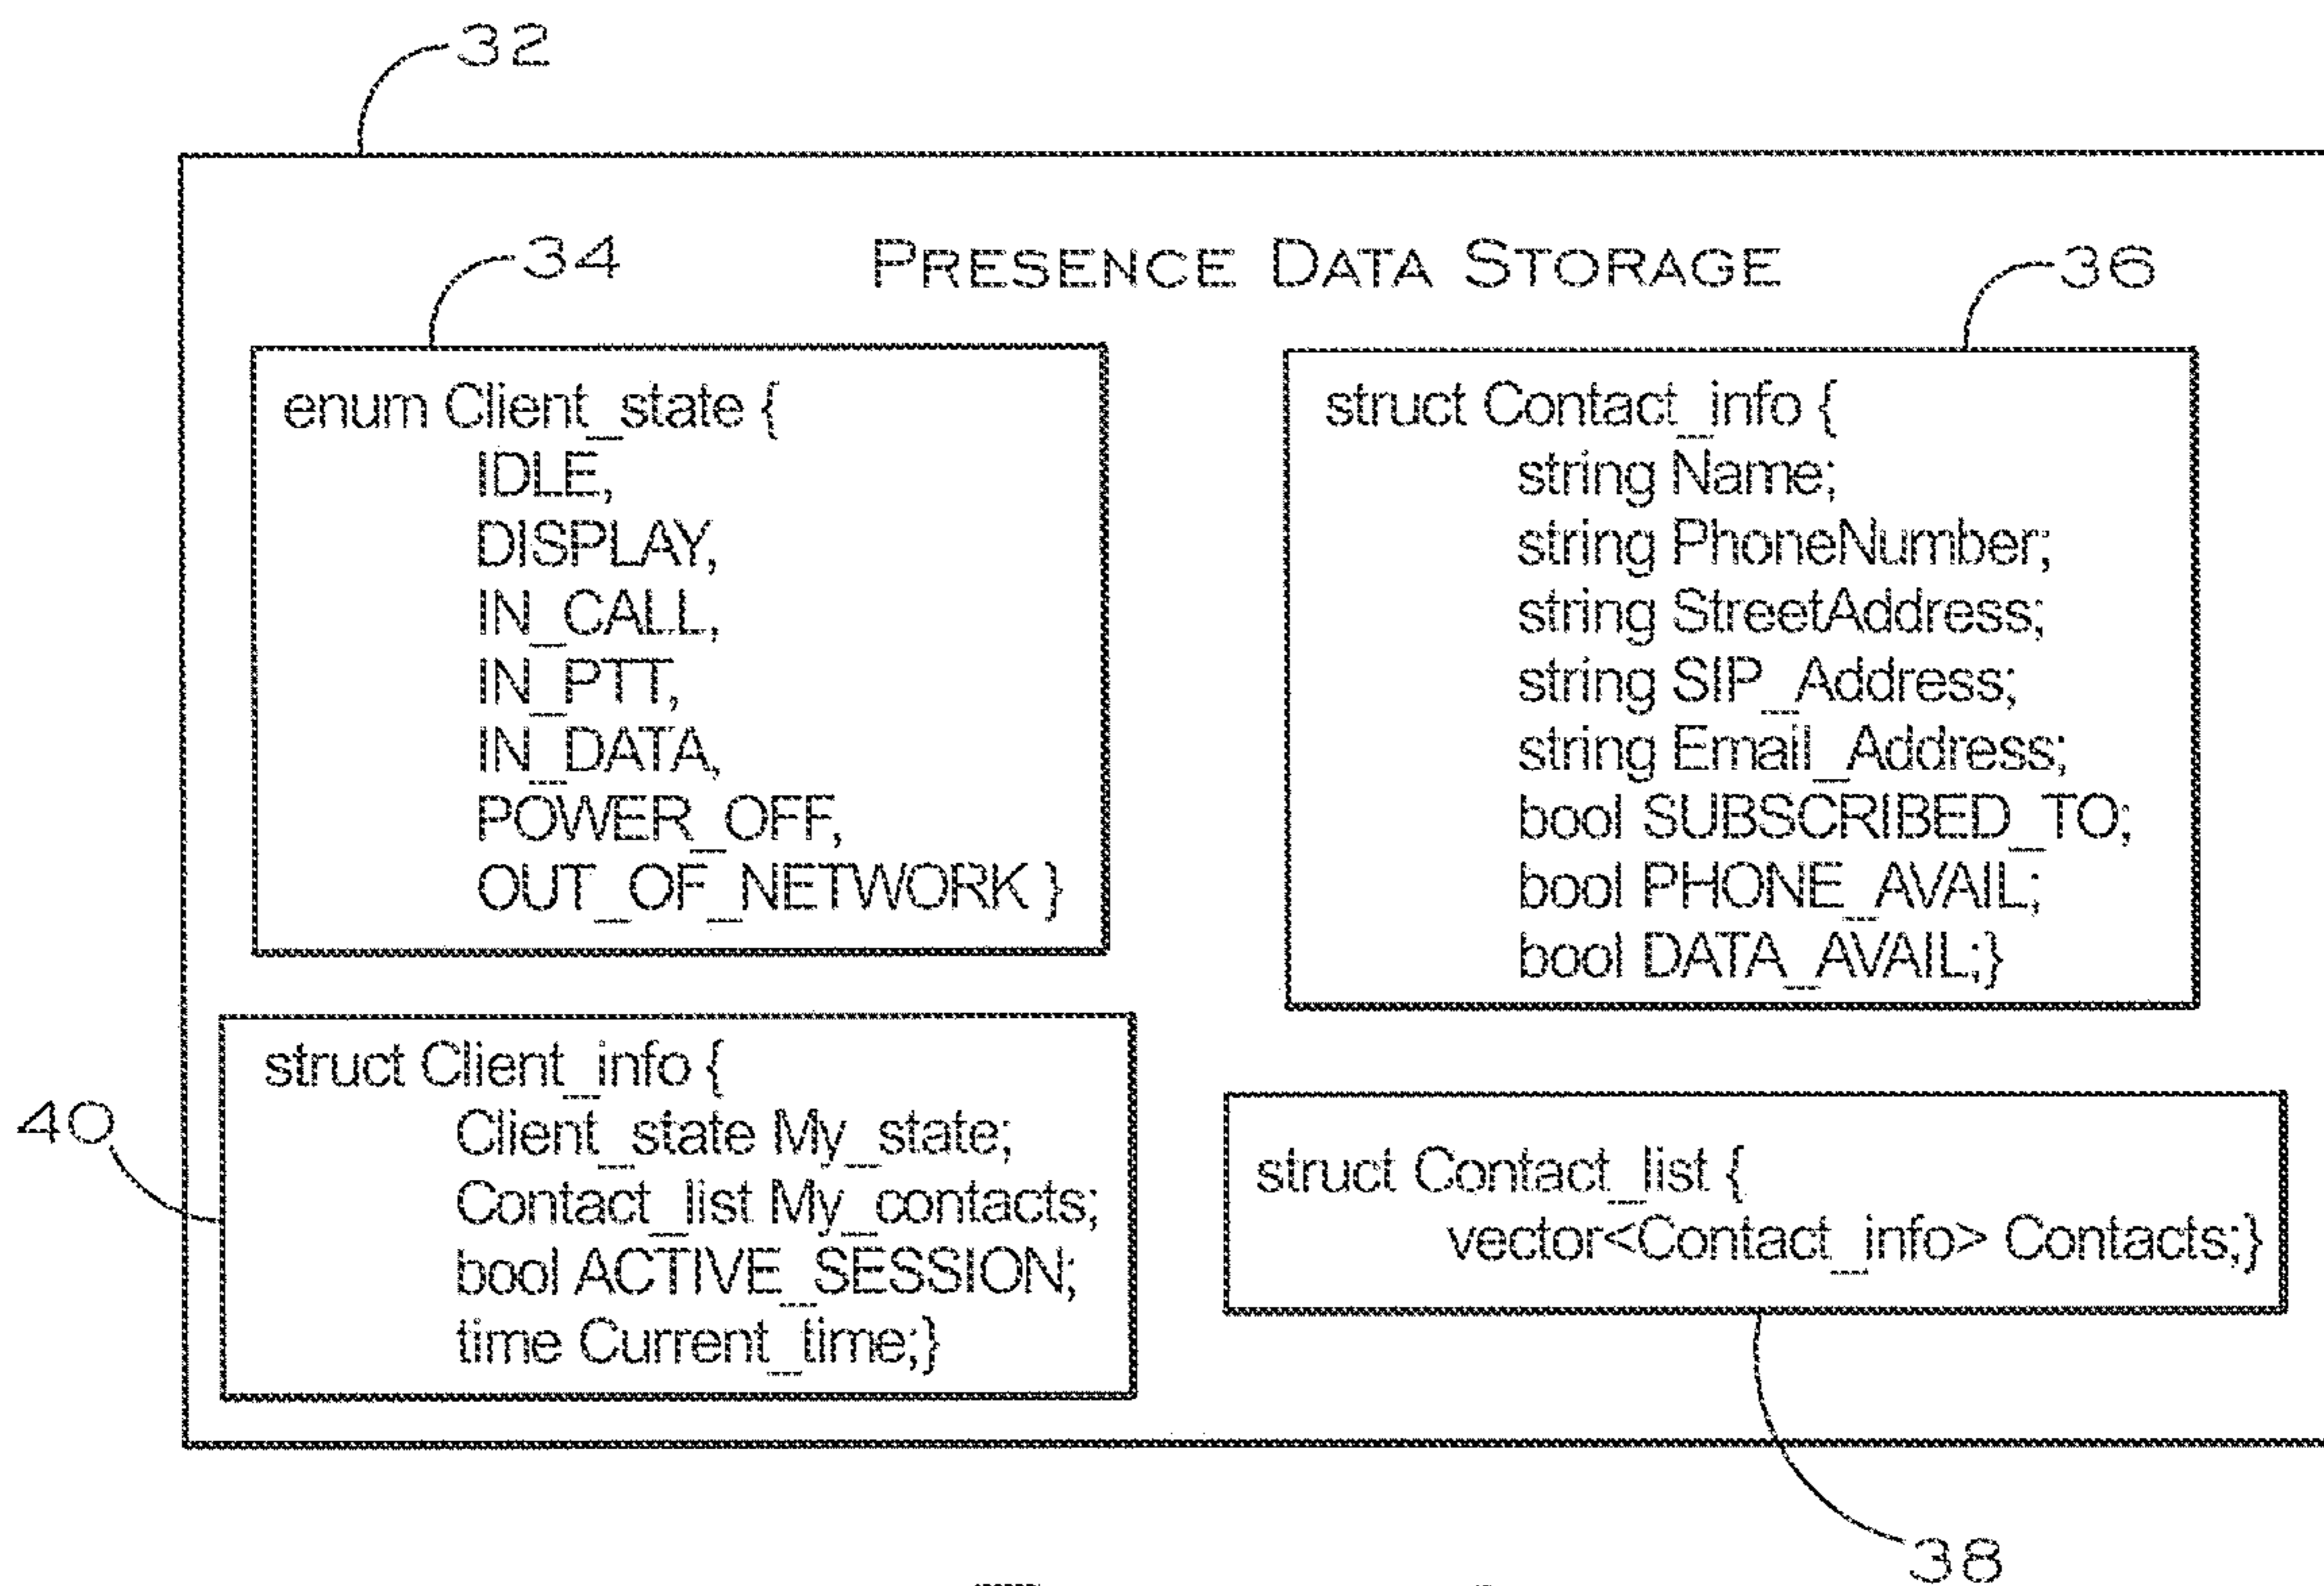 32
PRESENCE DATA STORAGE
34
enum Client_state {
IDLE,
DISPLAY,
IN_CALL,
IN_PTT,
IN_DATA,
POWER_OFF,
OUT_OF_NETWORK }
36
struct Contact_info {
string Name;
string PhoneNumber;
string StreetAddress;
string SIP_Address;
string Email_Address;
bool SUBSCRIBED_TO;
bool PHONE_AVAIL;
bool DATA_AVAIL;}
40
struct Client_info {
Client_state My_state;
Contact_list My_contacts;
bool ACTIVE_SESSION;
time Current_time;}
struct Contact_list {
vector<Contact_info> Contacts;}
38